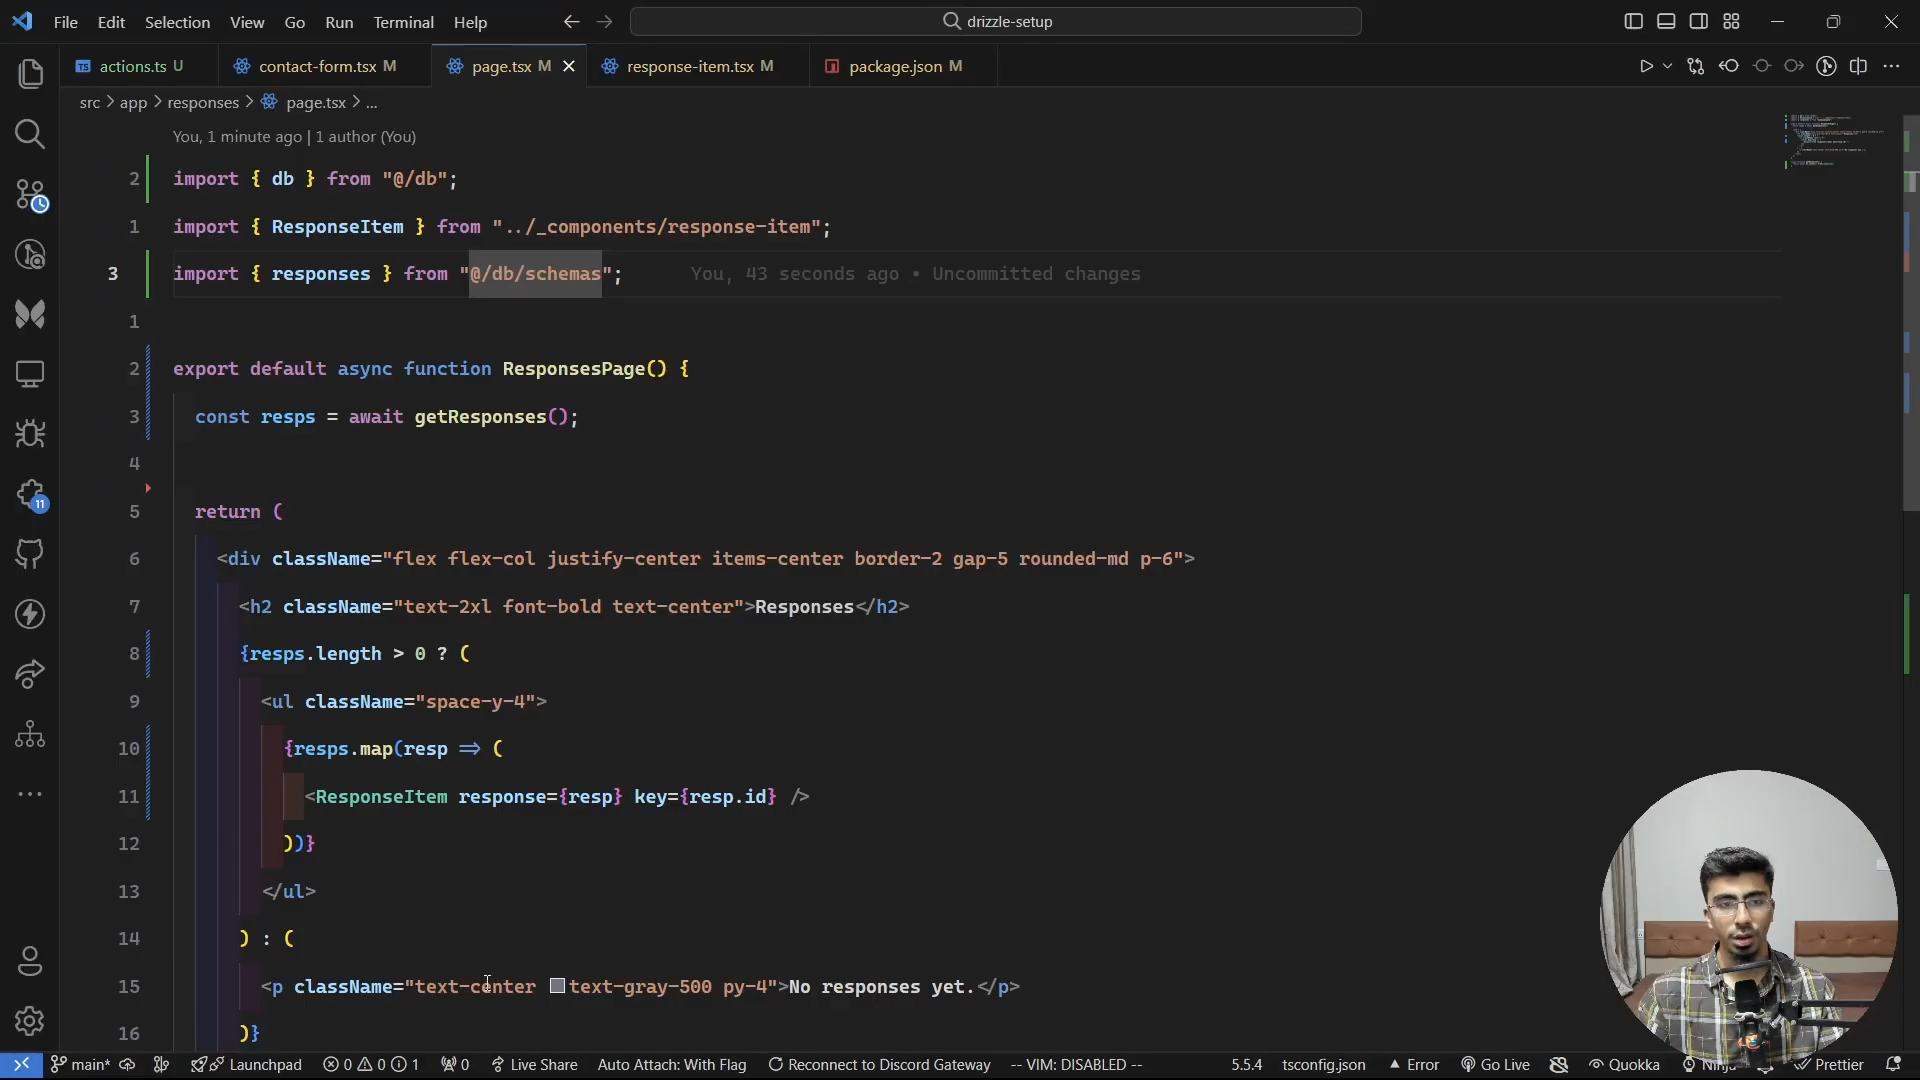 File Edit Selection View Go Run Terminal Help drizzle-setup
actions.ts U contact-form.tsx M page.tsx M response-item.tsx M package.json M
src > app > responses > page.tsx > ...
You, 1 minute ago | 1 author (You)
2 import { db } from "@/db";
1 import { ResponseItem } from "../_components/response-item";
3 import { responses } from "@/db/schemas"; You, 43 seconds ago • Uncommitted changes
1
2 export default async function ResponsesPage() {
3 const resps = await getResponses();
4
5 return (
6 <div className="flex flex-col justify-center items-center border-2 gap-5 rounded-md p-6">
7 <h2 className="text-2xl font-bold text-center">Responses</h2>
8 {resps.length > 0 ? (
9 <ul className="space-y-4">
10 {resps.map(resp => (
11 <ResponseItem response={resp} key={resp.id} />
12 ))}
13 </ul>
14 ) : (
15 <p className="text-center text-gray-500 py-4">No responses yet.</p>
16 )}
11
main* Launchpad 0 0 1 0 Live Share Auto Attach: With Flag Reconnect to Discord Gateway -- VIM: DISABLED -- 5.5.4 tsconfig.json Error Go Live Quokka Prettier